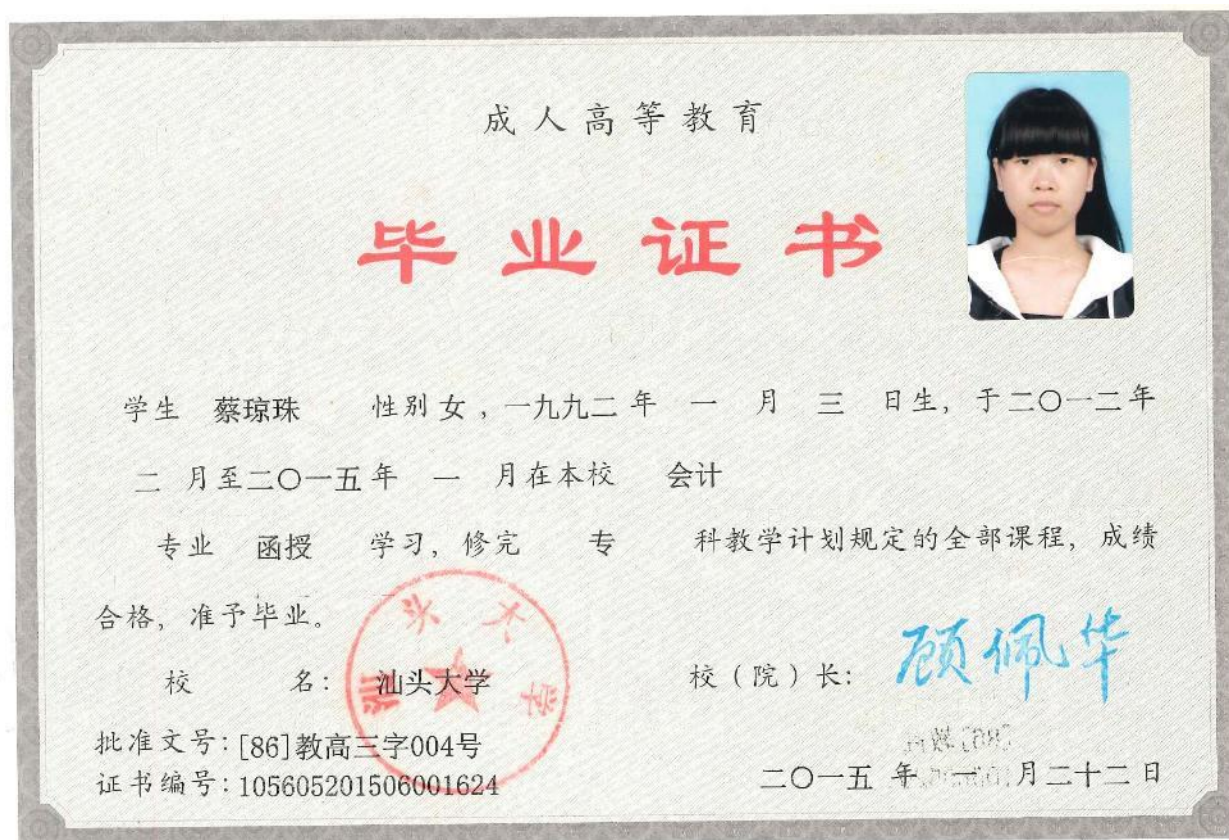 成人高等教育
毕业证书
学生 蔡琼珠 性别女，一九九二年 一 月 三 日生，于二〇一二年
二 月至二〇一五年 一 月在本校 会计
专业 函授 学习，修完 专 科教学计划规定的全部课程，成绩
合格，准予毕业。
校 名：汕头大学 校（院）长：顾佩华
汕头大学
批准文号：[86]教高三字004号
证书编号：105605201506001624 二〇一五 年 一 月二十二日